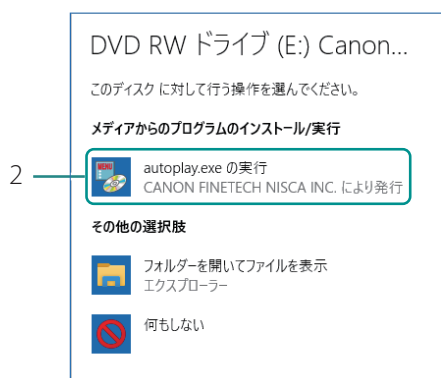 DVD RW ドライブ (E:) Canon...
このディスク に対して行う操作を選んでください。
メディアからのプログラムのインストール/実行
2
autoplay.exe の実行
CANON FINETECH NISCA INC. により発行
その他の選択肢
フォルダーを開いてファイルを表示
エクスプローラー
何もしない